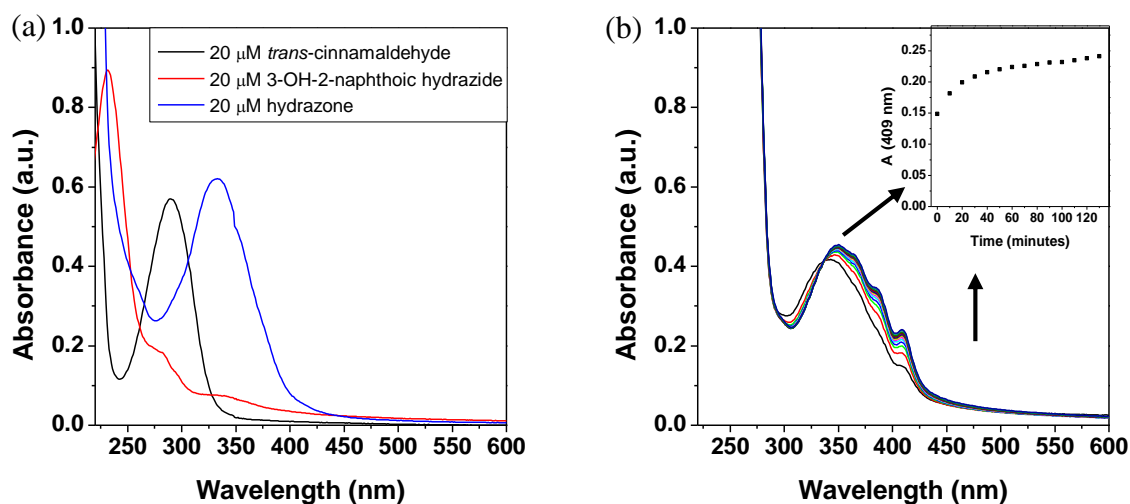 (a)
20 μM trans-cinnamaldehyde
20 μM 3-OH-2-naphthoic hydrazide
20 μM hydrazone
1.0
0.8
0.6
0.4
0.2
0.0
250 300 350 400 450 500 550 600
Absorbance (a.u.)
Wavelength (nm)
(b)
1.0
0.8
0.6
0.4
0.2
0.0
250 300 350 400 450 500 550 600
Absorbance (a.u.)
Wavelength (nm)
0.25
0.20
0.15
0.10
0.05
0.00
0 20 40 60 80 100 120
A (409 nm)
Time (minutes)